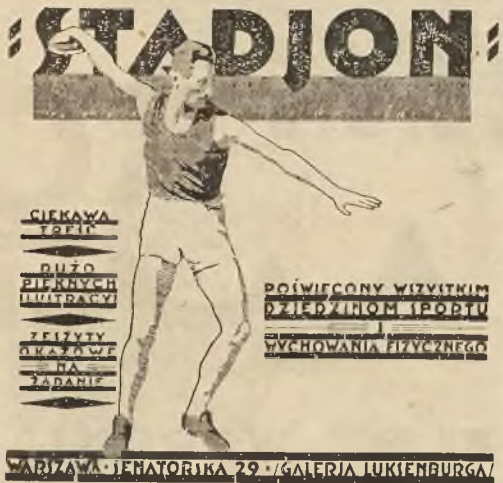 STADJON
CIEKAWA
TREŚĆ
DUŻO
PIĘKNYCH
ILUSTRACYJ
ZESZYTY
OKAZOWE
NA
ŻĄDANIE
POŚWIĘCONY WSZYSTKIM
DZIEDZINOM SPORTU
I
WYCHOWANIA FIZYCZNEGO
WARSZAWA · SENATORSKA 29 · /GALERJA LUKSENBURGA/